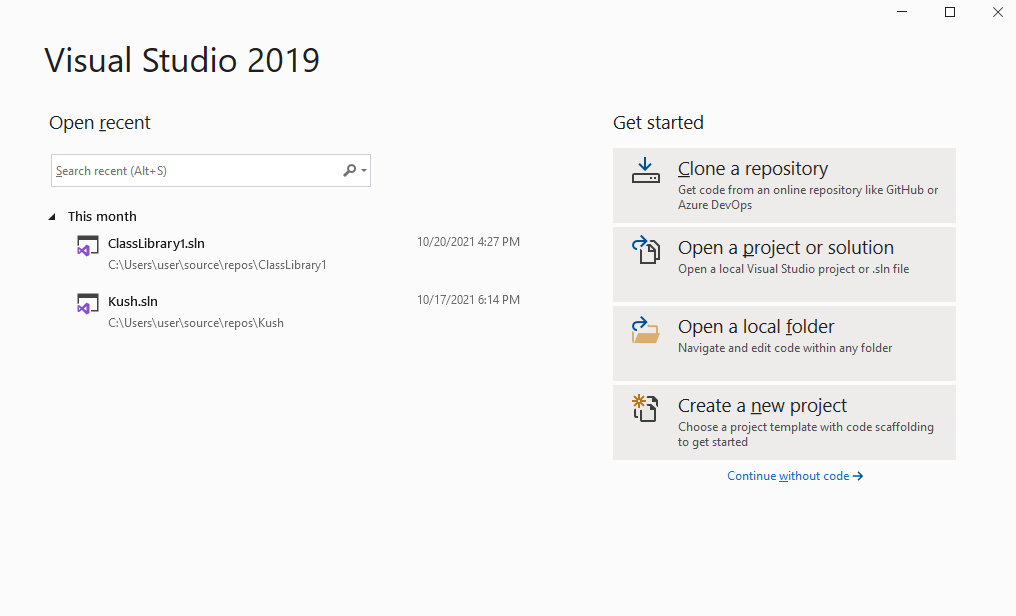 Visual Studio 2019
Open recent
Search recent (Alt+S)
This month
ClassLibrary1.sln
10/20/2021 4:27 PM
C:\Users\user\source\repos\ClassLibrary1
Kush.sln
10/17/2021 6:14 PM
C:\Users\user\source\repos\Kush
Get started
Clone a repository
Get code from an online repository like GitHub or
Azure DevOps
Open a project or solution
Open a local Visual Studio project or .sln file
Open a local folder
Navigate and edit code within any folder
Create a new project
Choose a project template with code scaffolding
to get started
Continue without code →